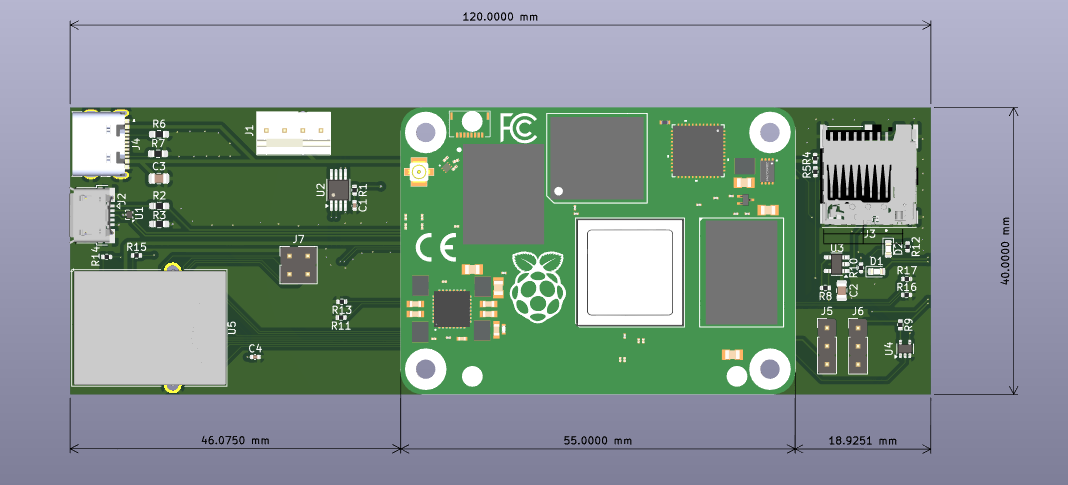 120.0000 mm
R6
R7
J4
C3
J1
FC
J2
R2
U1
R3
U2
R1
C1
R5
R4
J3
R14
R15
J7
CE
U3
R10
D2
R12
D1
R17
R16
R8
C2
40.0000 mm
U5
R13
R11
C4
J5
J6
R9
U4
46.0750 mm
55.0000 mm
18.9251 mm